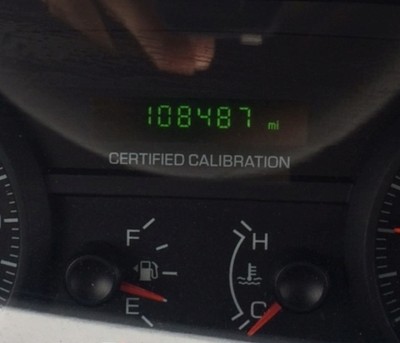 108487 mi
CERTIFIED CALIBRATION
F H
E C